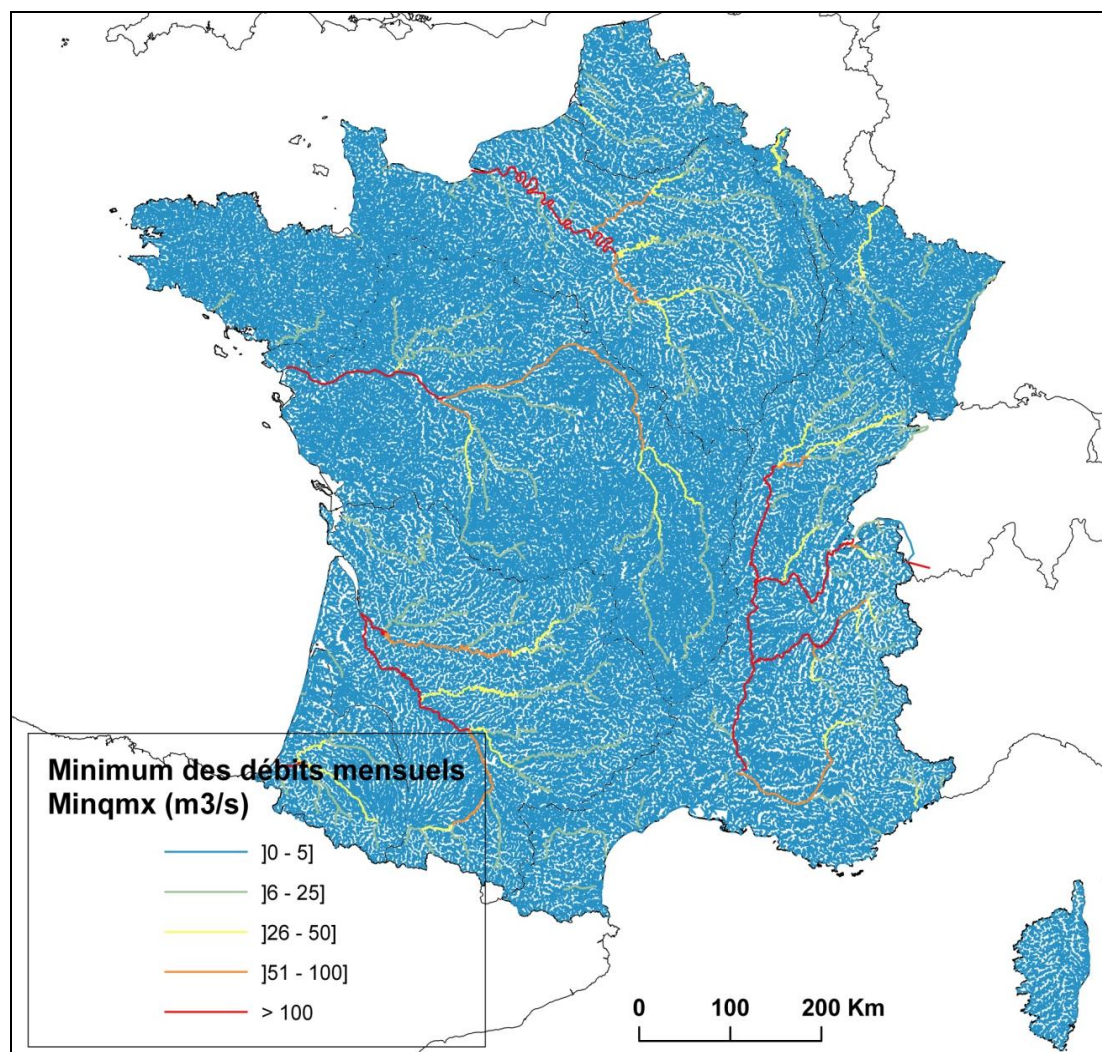 Minimum des débits mensuels
Minqmx (m3/s)
]0 - 5]
]6 - 25]
]26 - 50]
]51 - 100]
> 100
0 100 200 Km